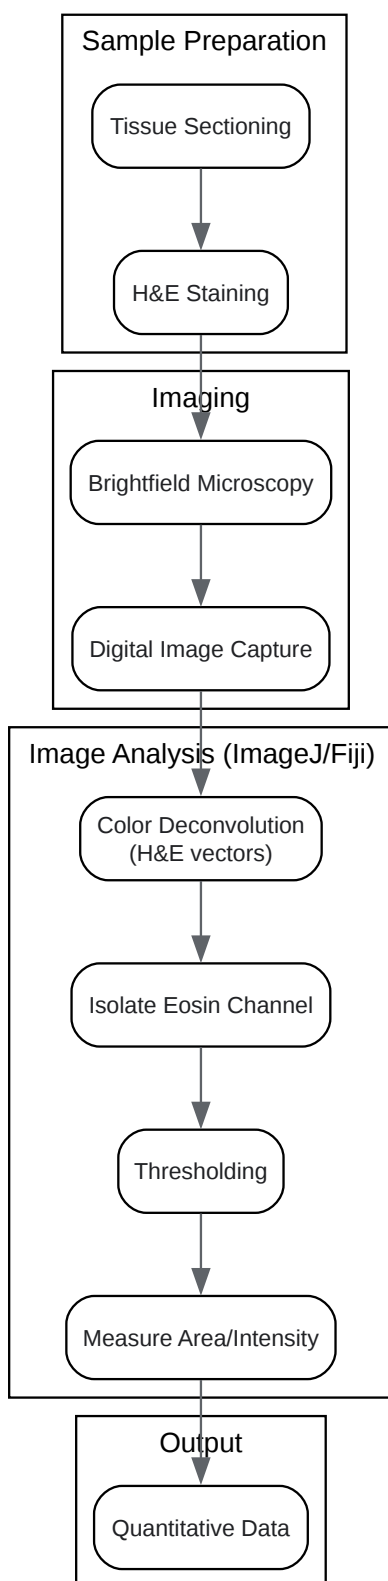 Sample Preparation
Tissue Sectioning
H&E Staining
Imaging
Brightfield Microscopy
Digital Image Capture
Image Analysis (ImageJ/Fiji)
Color Deconvolution
(H&E vectors)
Isolate Eosin Channel
Thresholding
Measure Area/Intensity
Output
Quantitative Data